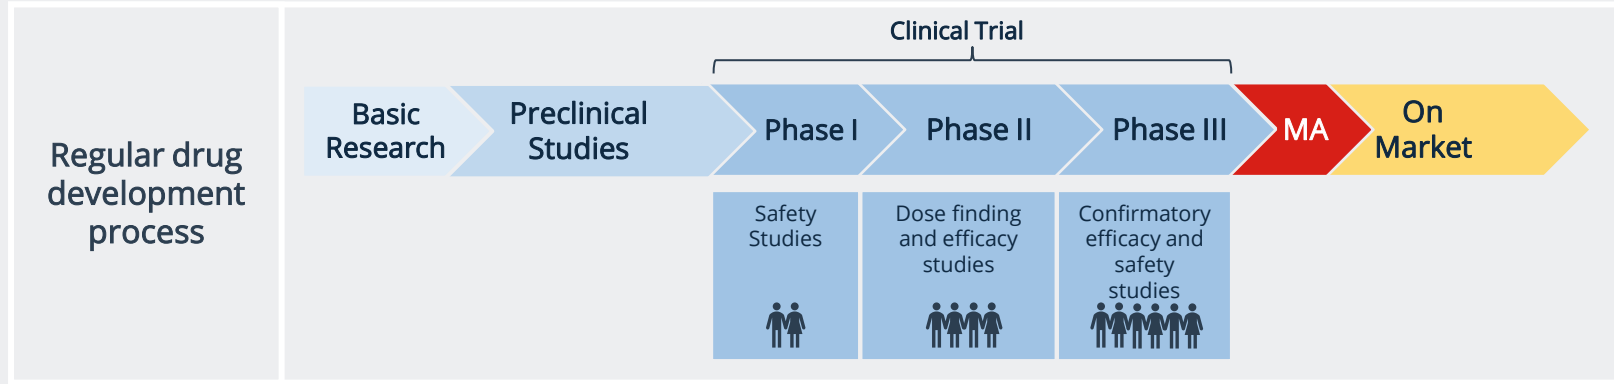 Regular drug
development
process
Clinical Trial
Basic
Research
Preclinical
Studies
Phase I
Phase II
Phase III
MA
On
Market
Safety
Studies
Dose finding
and efficacy
studies
Confirmatory
efficacy and
safety
studies